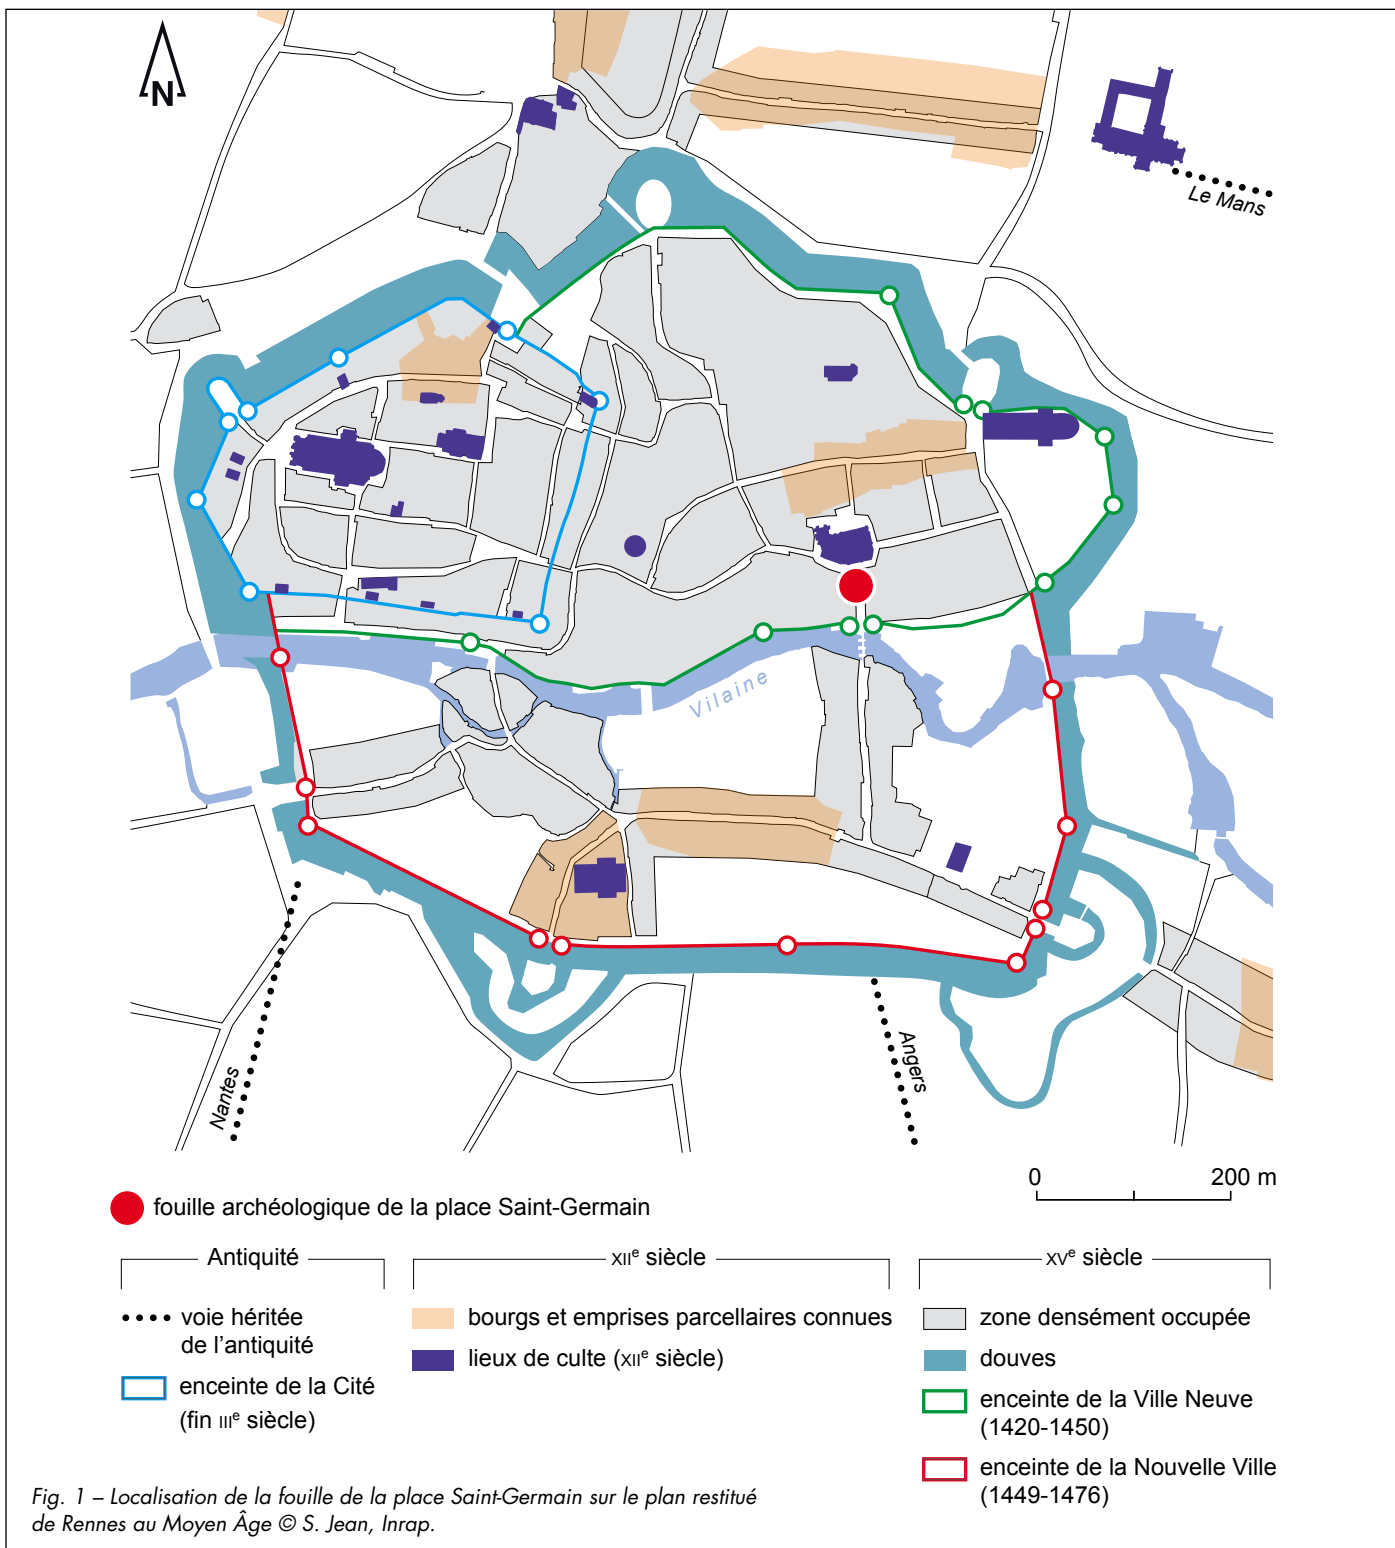 N
Le Mans
Vilaine
Nantes
Angers
0 200 m
fouille archéologique de la place Saint-Germain
Antiquité
voie héritée
de l'antiquité
enceinte de la Cité
(fin IIIe siècle)
XIIe siècle
bourgs et emprises parcellaires connues
lieux de culte (XIIe siècle)
XVe siècle
zone densément occupée
douves
enceinte de la Ville Neuve
(1420-1450)
enceinte de la Nouvelle Ville
(1449-1476)
Fig. 1 – Localisation de la fouille de la place Saint-Germain sur le plan restitué
de Rennes au Moyen Âge © S. Jean, Inrap.